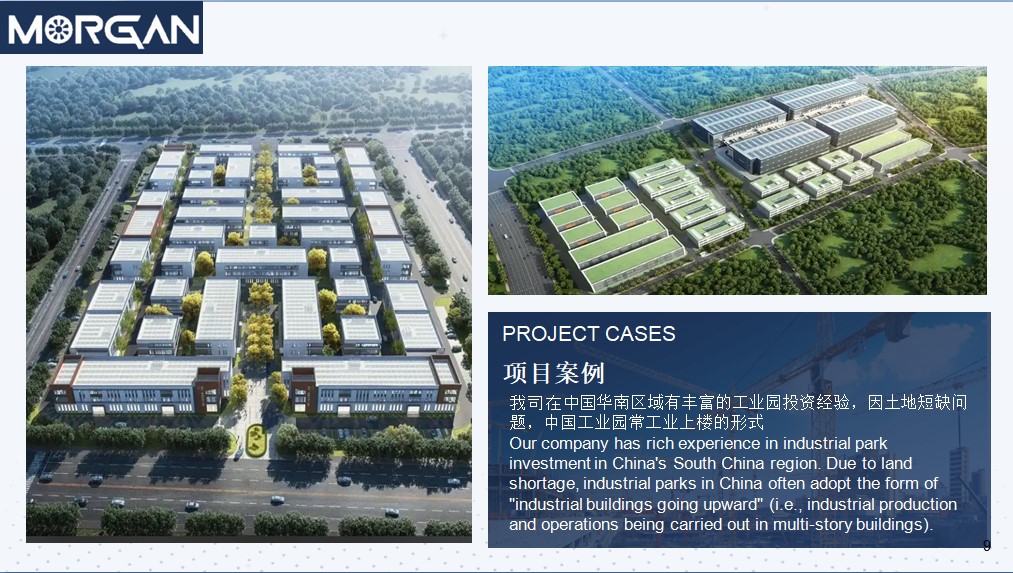 MORGAN
PROJECT CASES
项目案例
我司在中国华南区域有丰富的工业园投资经验，因土地短缺问
题，中国工业园常工业上楼的形式
Our company has rich experience in industrial park
investment in China's South China region. Due to land
shortage, industrial parks in China often adopt the form of
"industrial buildings going upward" (i.e., industrial production
and operations being carried out in multi-story buildings).
9